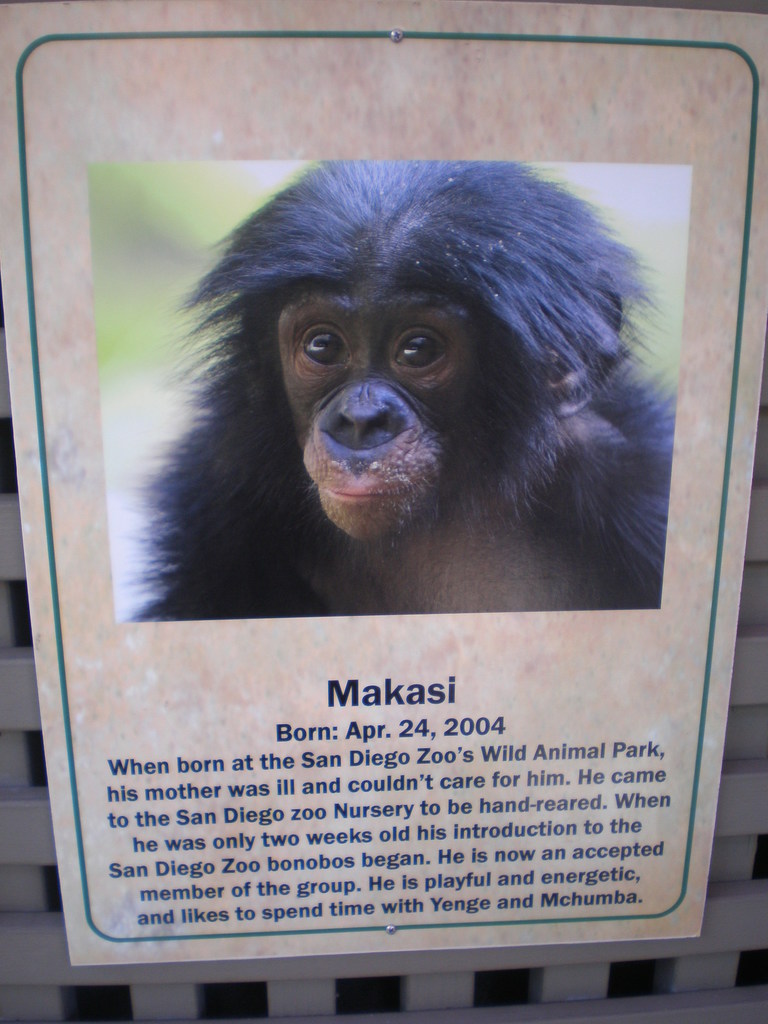 Makasi
Born: Apr. 24, 2004
When born at the San Diego Zoo's Wild Animal Park,
his mother was ill and couldn't care for him. He came
to the San Diego zoo Nursery to be hand-reared. When
he was only two weeks old his introduction to the
San Diego Zoo bonobos began. He is now an accepted
member of the group. He is playful and energetic,
and likes to spend time with Yenge and Mchumba.